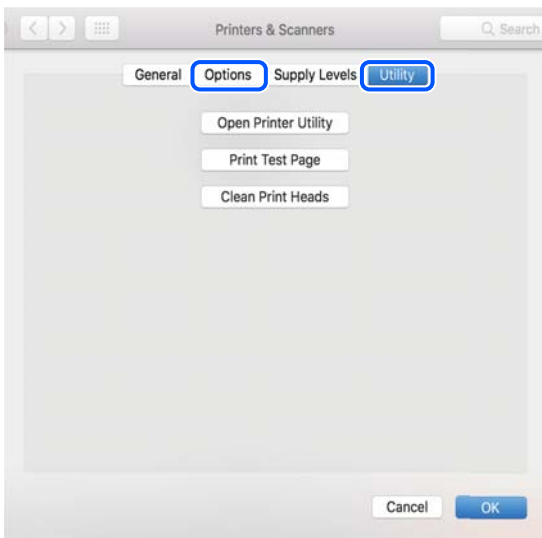 Printers & Scanners Search
General Options Supply Levels Utility
Open Printer Utility
Print Test Page
Clean Print Heads
Cancel OK